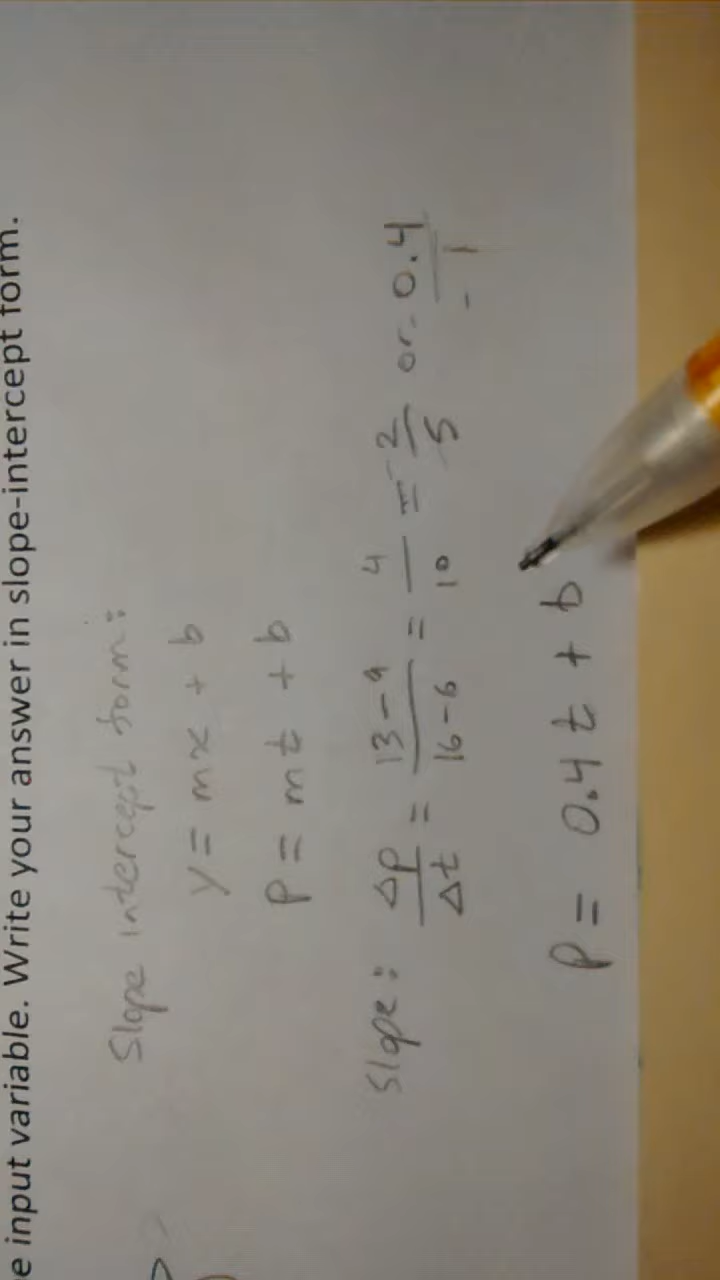 e input variable. Write your answer in slope-intercept form.
Slope intercept form:
y = mx + b
P = mt + b
Slope: ΔP/Δt = 13-9/16-6 = 4/10 = 2/5 or 0.4/1
P = 0.4t + b